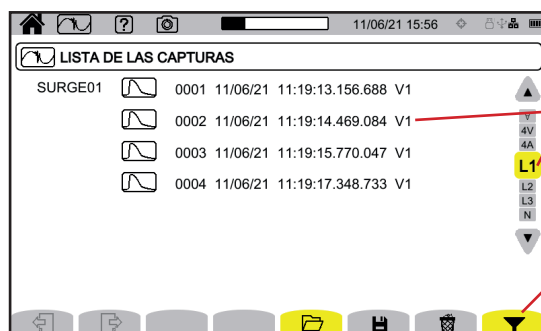 ?
11/06/21 15:56
LISTA DE LAS CAPTURAS
SURGE01 0001 11/06/21 11:19:13.156.688 V1
0002 11/06/21 11:19:14.469.084 V1
0003 11/06/21 11:19:15.770.047 V1
0004 11/06/21 11:19:17.348.733 V1
4V
4A
L1
L2
L3
N